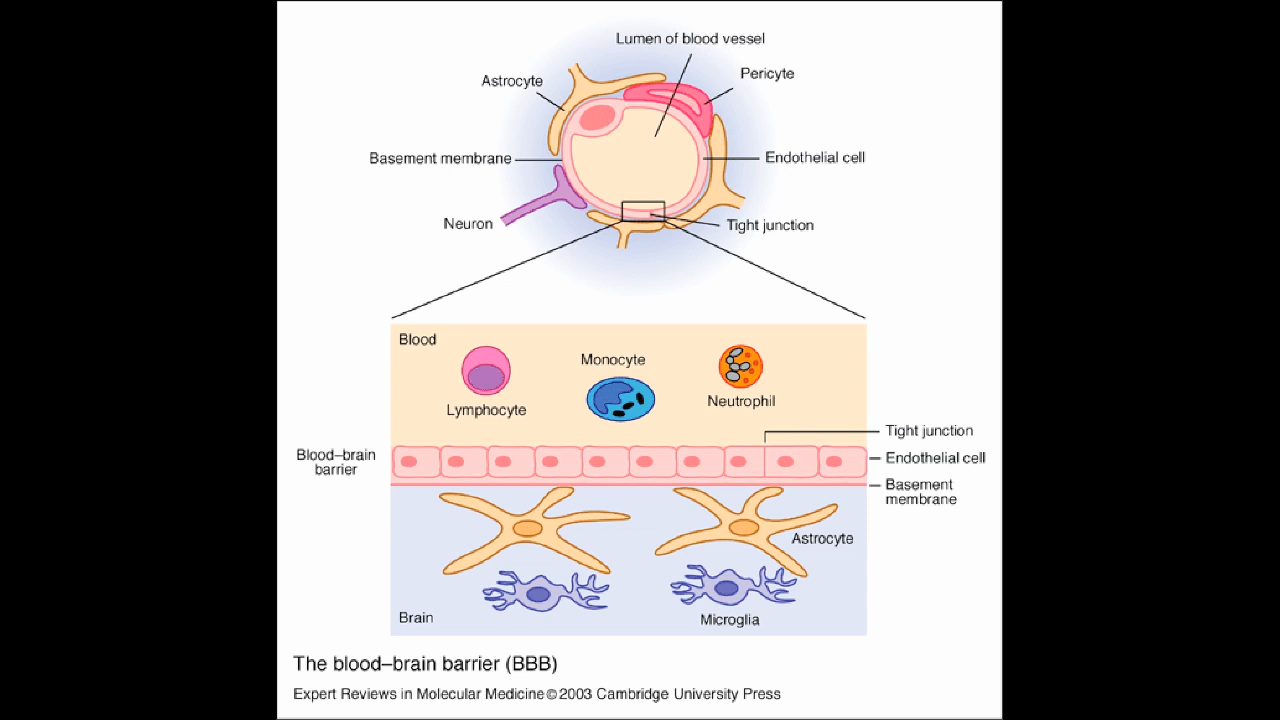 Lumen of blood vessel
Astrocyte
Pericyte
Basement membrane
Endothelial cell
Neuron
Tight junction
Blood
Monocyte
Lymphocyte
Neutrophil
Tight junction
Blood–brain
barrier
Endothelial cell
Basement
membrane
Astrocyte
Brain
Microglia
The blood–brain barrier (BBB)
Expert Reviews in Molecular Medicine © 2003 Cambridge University Press